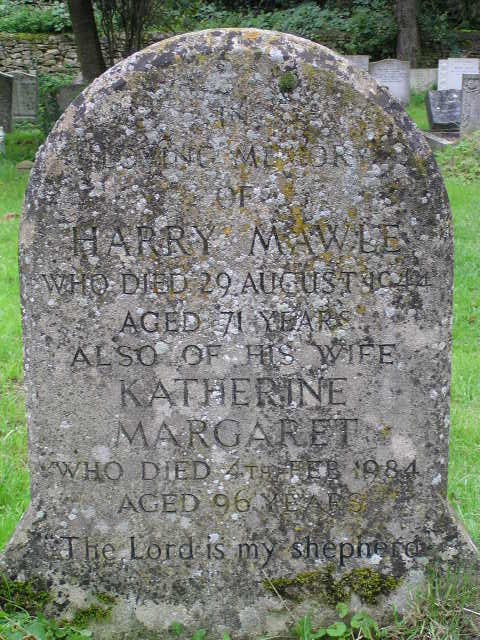 IN
LOVING MEMORY
OF
HARRY MAWLE
WHO DIED 29 AUGUST 1944
AGED 71 YEARS
ALSO OF HIS WIFE
KATHERINE
MARGARET
WHO DIED 4TH FEB 1984
AGED 96 YEARS
"The Lord is my shepherd"